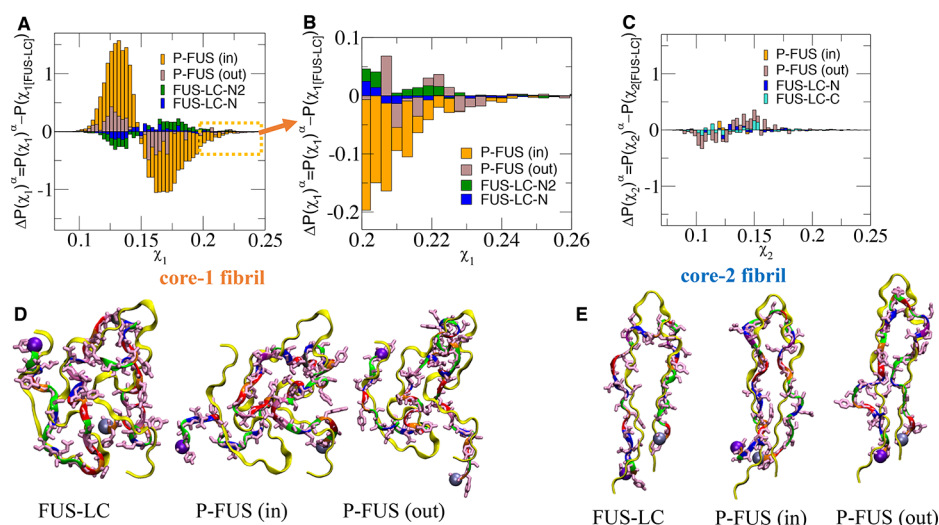 A
ΔP(χ₁)^α=P(χ₁)^α−P(χ₁[FUS-LC])
1
0
-1
P-FUS (in)
P-FUS (out)
FUS-LC-N2
FUS-LC-N
0.1 0.15 0.2 0.25
χ₁
B
ΔP(χ₁)^α=P(χ₁)^α−P(χ₁[FUS-LC])
0.1
0
-0.1
-0.2
P-FUS (in)
P-FUS (out)
FUS-LC-N2
FUS-LC-N
0.2 0.22 0.24 0.26
χ₁
C
ΔP(χ₂)^α=P(χ₂)^α−P(χ₂[FUS-LC])
1
0
-1
P-FUS (in)
P-FUS (out)
FUS-LC-N
FUS-LC-C
0.1 0.15 0.2 0.25
χ₂
core-1 fibril
core-2 fibril
D
FUS-LC
P-FUS (in)
P-FUS (out)
E
FUS-LC
P-FUS (in)
P-FUS (out)